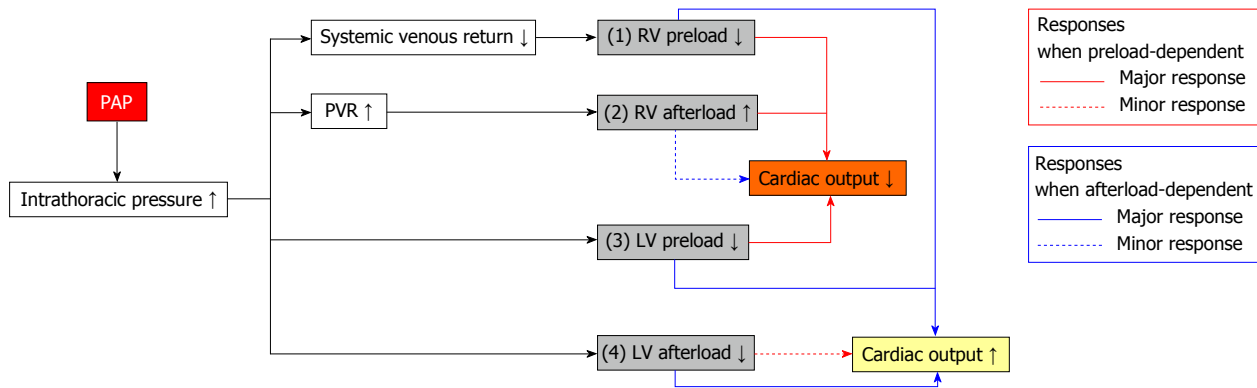 Systemic venous return ↓
(1) RV preload ↓
PAP
PVR ↑
(2) RV afterload ↑
Intrathoracic pressure ↑
Cardiac output ↓
(3) LV preload ↓
(4) LV afterload ↓
Cardiac output ↑
Responses
when preload-dependent
Major response
Minor response
Responses
when afterload-dependent
Major response
Minor response